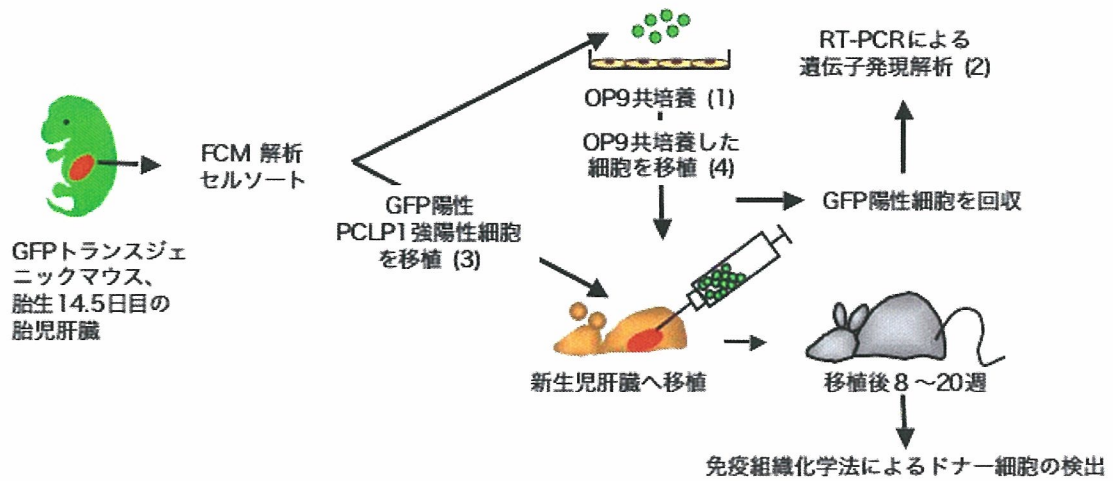 GFPトランスジェ
ニックマウス、
胎生14.5日目の
胎児肝臓
FCM 解析
セルソート
OP9共培養 (1)
OP9共培養した
細胞を移植 (4)
GFP陽性
PCLP1強陽性細胞
を移植 (3)
RT-PCRによる
遺伝子発現解析 (2)
GFP陽性細胞を回収
新生児肝臓へ移植
移植後8～20週
免疫組織化学法によるドナー細胞の検出